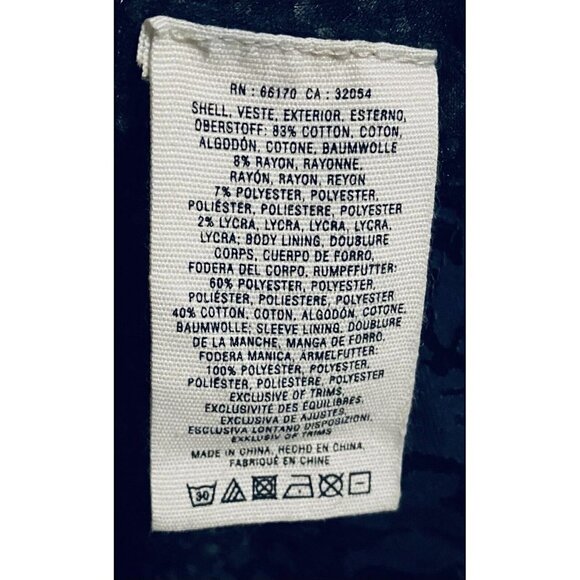 RN : 66170 CA : 32054
SHELL, VESTE, EXTERIOR, ESTERNO,
OBERSTOFF: 83% COTTON, COTON,
ALGODÓN, COTONE, BAUMWOLLE
8% RAYON, RAYONNE,
RAYÓN, RAYON, REYON
7% POLYESTER, POLYESTER,
POLIÉSTER, POLIESTERE, POLYESTER
2% LYCRA, LYCRA, LYCRA, LYCRA,
LYCRA; BODY LINING, DOUBLURE
CORPS, CUERPO DE FORRO,
FODERA DEL CORPO, RUMPFFUTTER:
60% POLYESTER, POLYESTER,
POLIÉSTER, POLIESTERE, POLYESTER
40% COTTON, COTON, ALGODÓN, COTONE,
BAUMWOLLE; SLEEVE LINING, DOUBLURE
DE LA MANCHE, MANGA DE FORRO,
FODERA MANICA, ÄRMELFUTTER:
100% POLYESTER, POLYESTER,
POLIÉSTER, POLIESTERE, POLYESTER
EXCLUSIVE OF TRIMS
EXCLUSIVITÉ DES ÉQUILIBRES,
EXCLUSIVA DE AJUSTES,
ESCLUSIVA LONTANO DISPOSIZIONI,
EXKLUSIV OF TRIMS
MADE IN CHINA, HECHO EN CHINA,
FABRIQUÉ EN CHINE
30